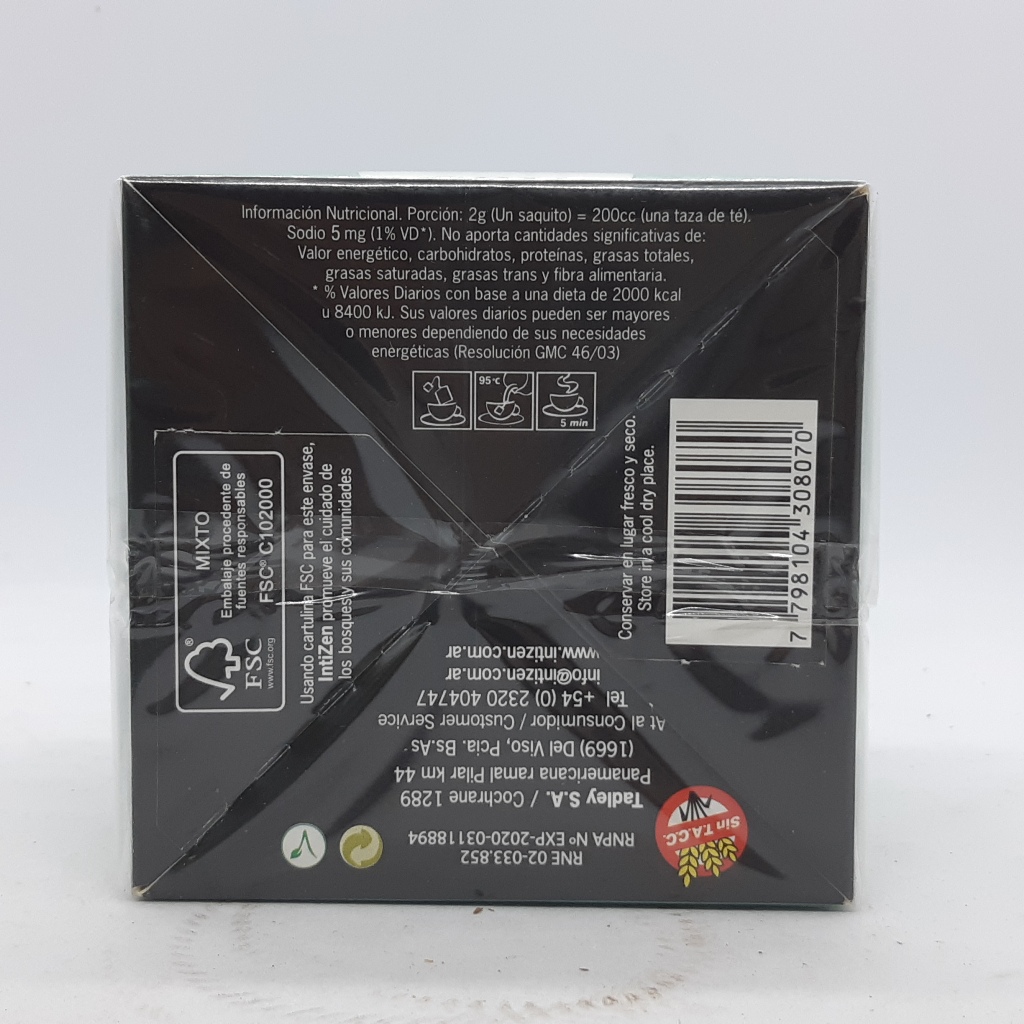 Información Nutricional. Porción: 2g (Un saquito) = 200cc (una taza de té).
Sodio 5 mg (1% VD*). No aporta cantidades significativas de:
Valor energético, carbohidratos, proteínas, grasas totales,
grasas saturadas, grasas trans y fibra alimentaria.
* % Valores Diarios con base a una dieta de 2000 kcal
u 8400 kJ. Sus valores diarios pueden ser mayores
o menores dependiendo de sus necesidades
energéticas (Resolución GMC 46/03)
95°C
5 min
Conservar en lugar fresco y seco.
Store in a cool dry place.
7 798104 308070
®
FSC
www.fsc.org
MIXTO
Embalaje procedente de
fuentes responsables
FSC® C102000
Usando cartulina FSC para este envase,
IntiZen promueve el cuidado de
los bosques y sus comunidades
RNE 02-033.852
RNPA Nº EXP-2020-03118894
Tadley S.A. / Cochrane 1289
Panamericana ramal Pilar km 44
(1669) Del Viso, Pcia. Bs.As
At al Consumidor / Customer Service
Tel +54 (0) 2320 404747
info@intizen.com.ar
www.intizen.com.ar
Sin T.A.C.C.